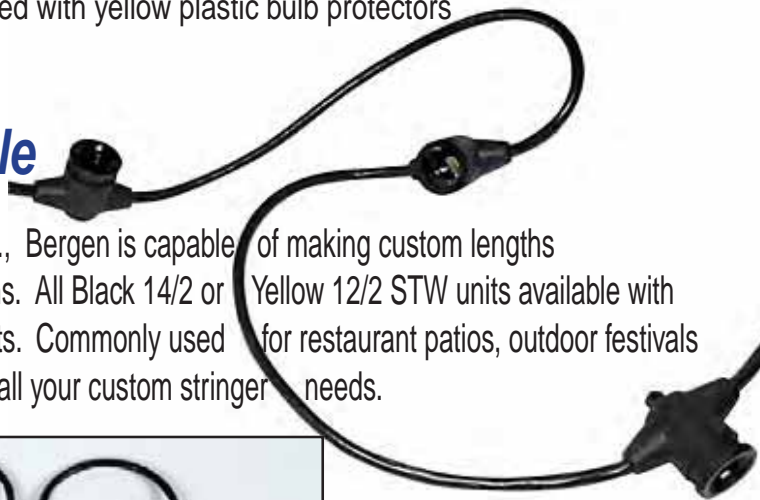 ed with yellow plastic bulb protectors
le
., Bergen is capable of making custom lengths
s. All Black 14/2 or Yellow 12/2 STW units available with
ts. Commonly used for restaurant patios, outdoor festivals
all your custom stringer needs.